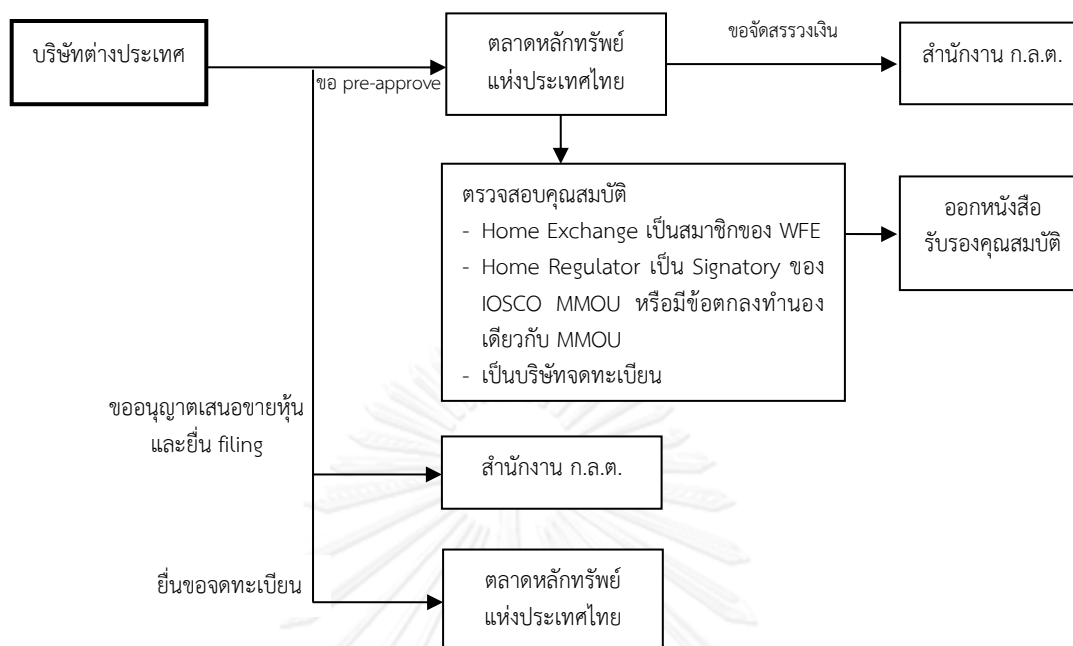 บริษัทต่างประเทศ
ขอ pre-approve
ตลาดหลักทรัพย์
แห่งประเทศไทย
ขอจัดสรรวงเงิน
สำนักงาน ก.ล.ต.
ตรวจสอบคุณสมบัติ
- Home Exchange เป็นสมาชิกของ WFE
- Home Regulator เป็น Signatory ของ
IOSCO MMOU หรือมีข้อตกลงทำนอง
เดียวกับ MMOU
- เป็นบริษัทจดทะเบียน
ออกหนังสือ
รับรองคุณสมบัติ
ขออนุญาตเสนอขายหุ้น
และยื่น filing
สำนักงาน ก.ล.ต.
ยื่นขอจดทะเบียน
ตลาดหลักทรัพย์
แห่งประเทศไทย